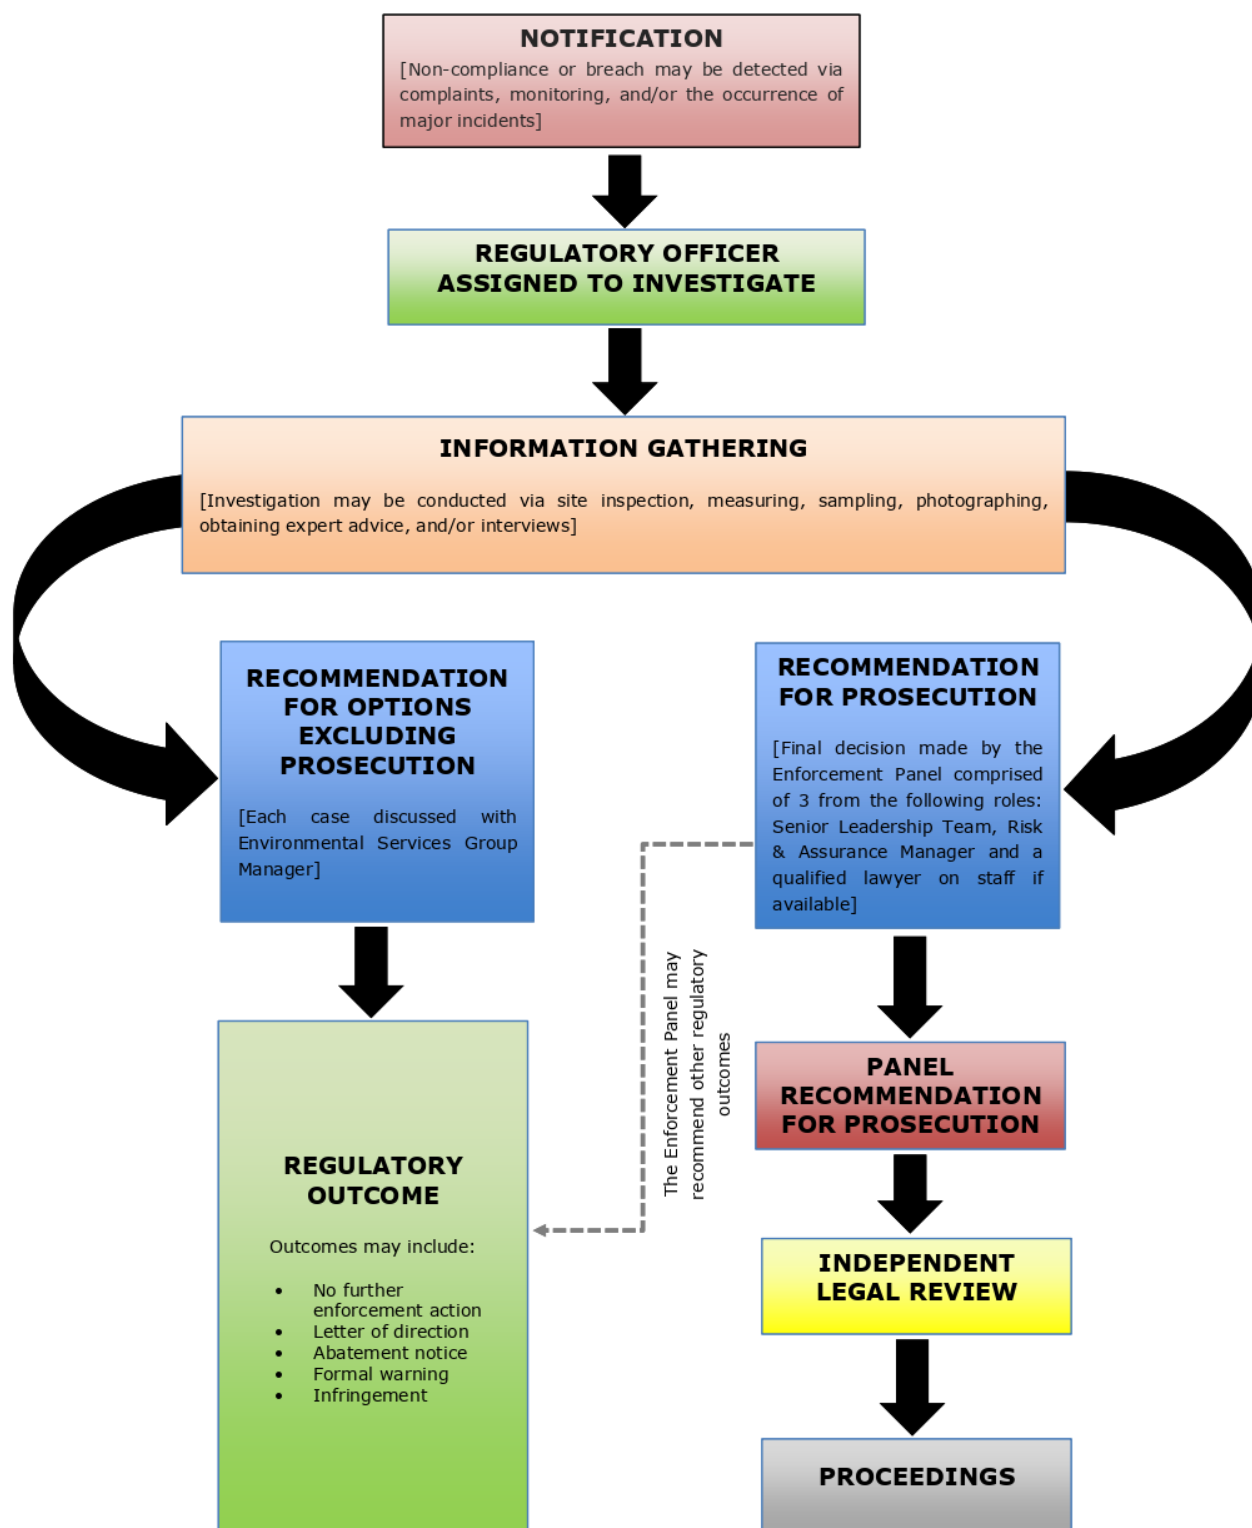 NOTIFICATION
[Non-compliance or breach may be detected via
complaints, monitoring, and/or the occurrence of
major incidents]
REGULATORY OFFICER
ASSIGNED TO INVESTIGATE
INFORMATION GATHERING
[Investigation may be conducted via site inspection, measuring, sampling, photographing,
obtaining expert advice, and/or interviews]
RECOMMENDATION
FOR OPTIONS
EXCLUDING
PROSECUTION
[Each case discussed with
Environmental Services Group
Manager]
RECOMMENDATION
FOR PROSECUTION
[Final decision made by the
Enforcement Panel comprised
of 3 from the following roles:
Senior Leadership Team, Risk
& Assurance Manager and a
qualified lawyer on staff if
available]
The Enforcement Panel may
recommend other regulatory
outcomes
REGULATORY
OUTCOME
Outcomes may include:
• No further
enforcement action
• Letter of direction
• Abatement notice
• Formal warning
• Infringement
PANEL
RECOMMENDATION
FOR PROSECUTION
INDEPENDENT
LEGAL REVIEW
PROCEEDINGS